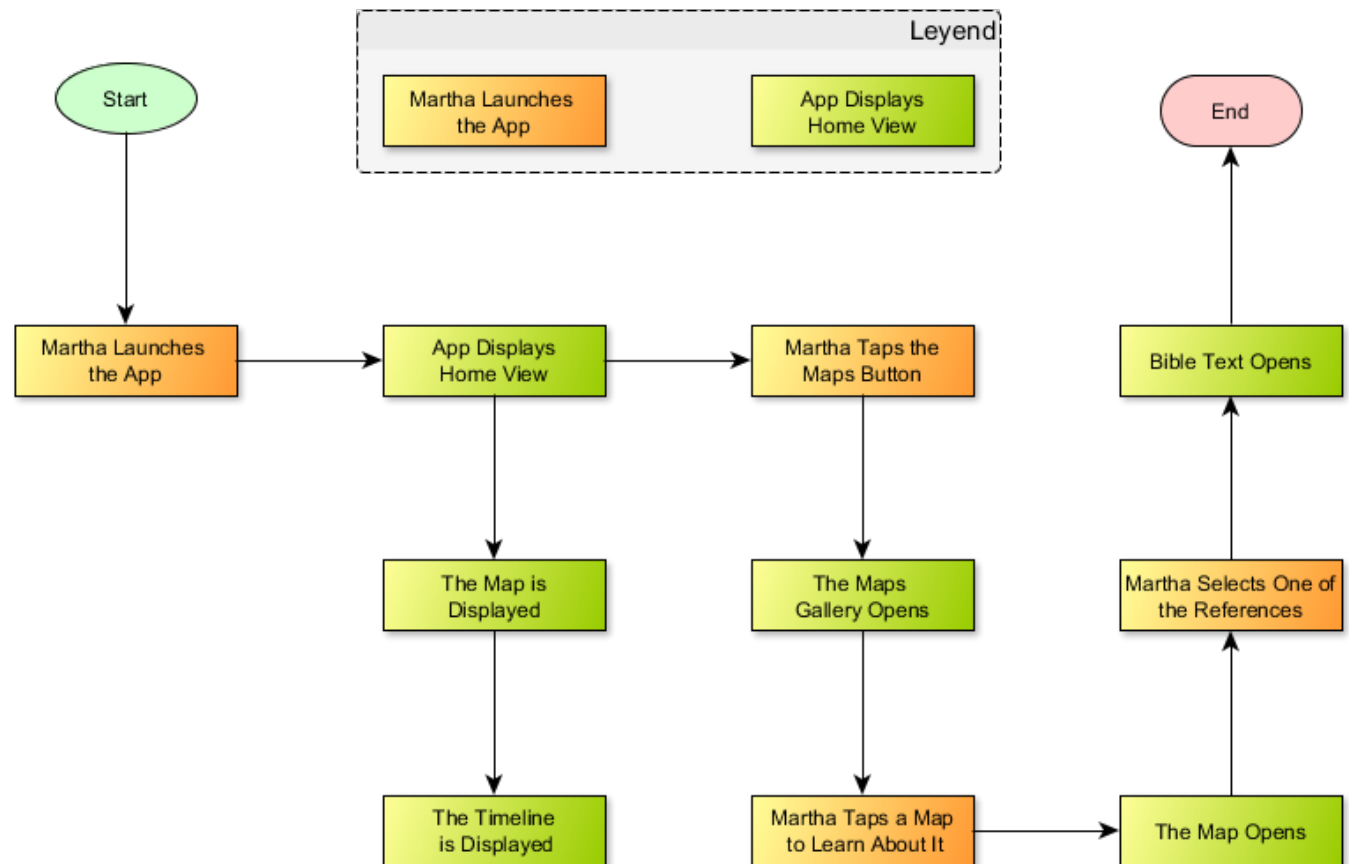 Leyend
Martha Launches
the App
App Displays
Home View
Start
End
Martha Launches
the App
App Displays
Home View
Martha Taps the
Maps Button
Bible Text Opens
The Map is
Displayed
The Maps
Gallery Opens
Martha Selects One of
the References
The Timeline
is Displayed
Martha Taps a Map
to Learn About It
The Map Opens